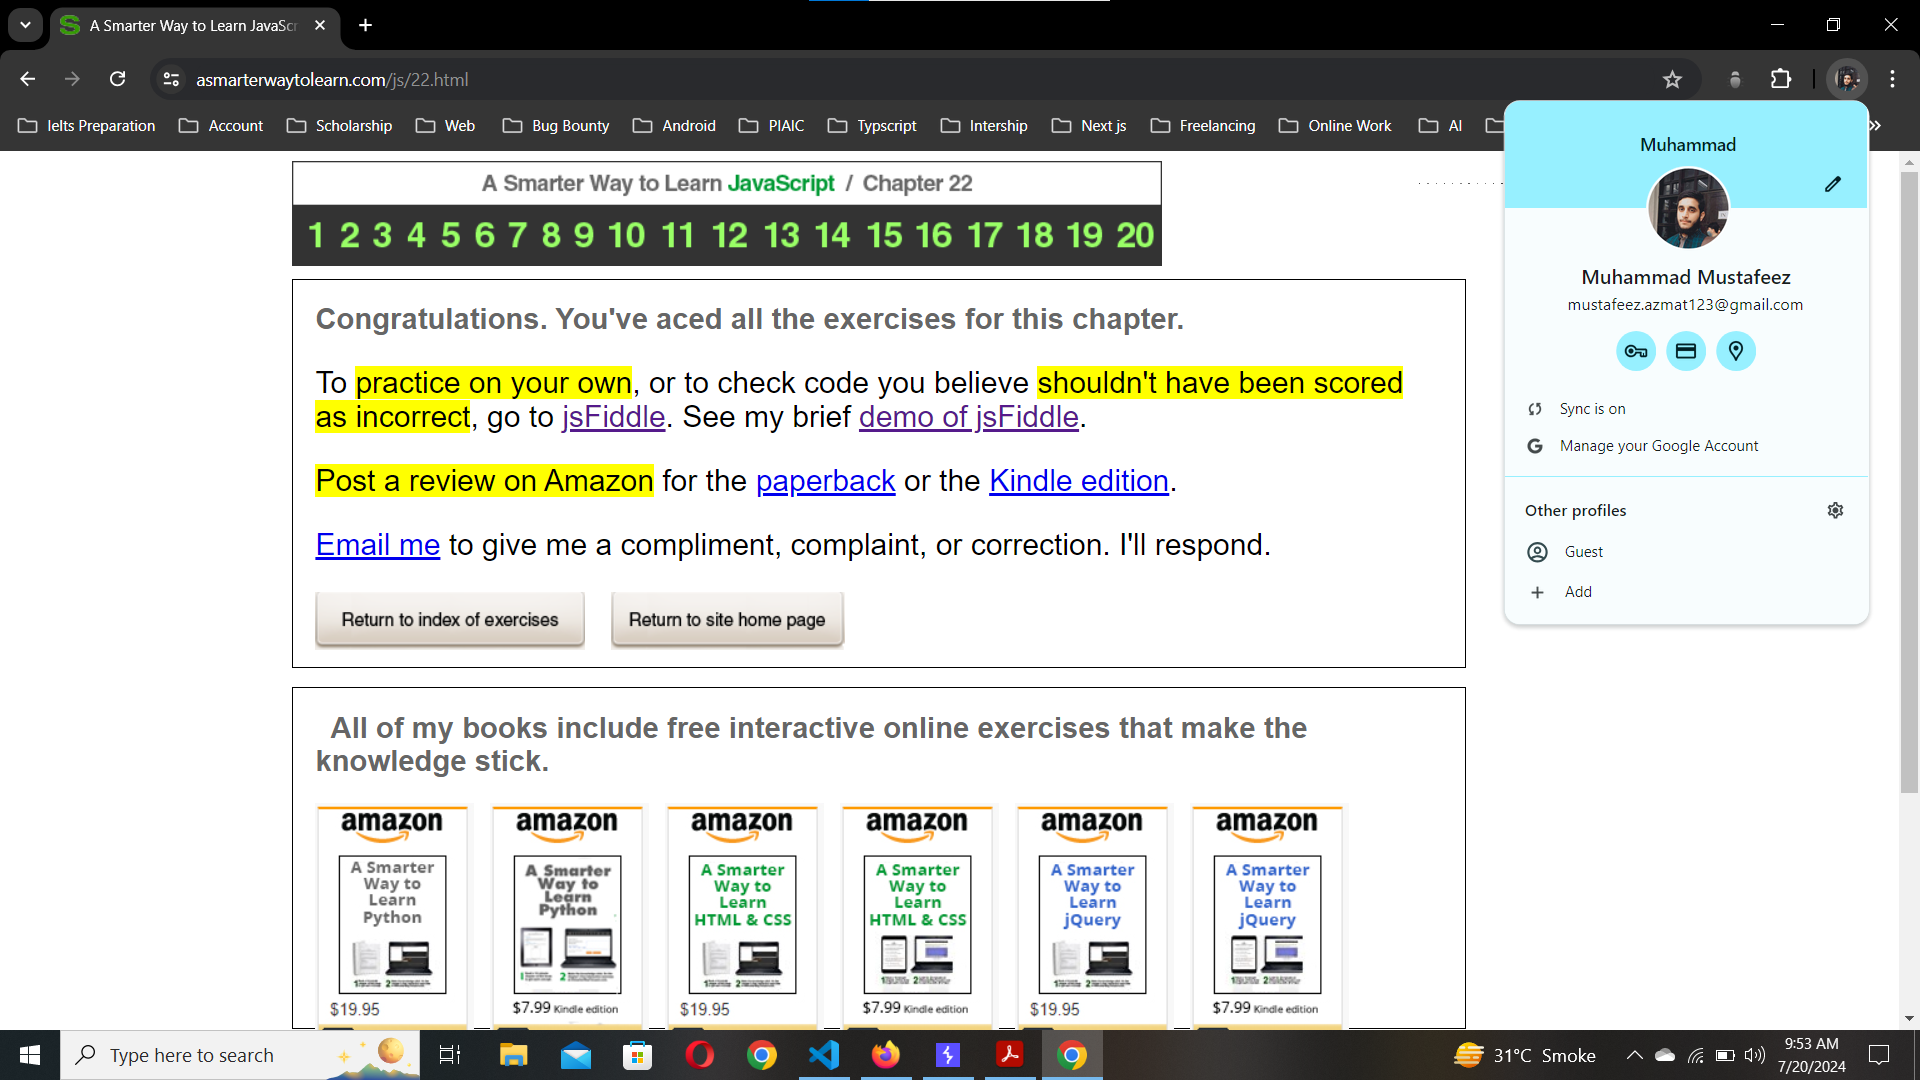 A Smarter Way to Learn JavaScr
asmarterwaytolearn.com/js/22.html
Ielts Preparation Account Scholarship Web Bug Bounty Android PIAIC Typscript Intership Next js Freelancing Online Work AI
A Smarter Way to Learn JavaScript / Chapter 22
1 2 3 4 5 6 7 8 9 10 11 12 13 14 15 16 17 18 19 20
Congratulations. You've aced all the exercises for this chapter.
To practice on your own, or to check code you believe shouldn't have been scored
as incorrect, go to jsFiddle. See my brief demo of jsFiddle.
Post a review on Amazon for the paperback or the Kindle edition.
Email me to give me a compliment, complaint, or correction. I'll respond.
Return to index of exercises Return to site home page
All of my books include free interactive online exercises that make the
knowledge stick.
amazon amazon amazon amazon amazon amazon
A Smarter
Way to
Learn
Python
A Smarter
Way to
Learn
Python
A Smarter
Way to
Learn
HTML & CSS
A Smarter
Way to
Learn
HTML & CSS
A Smarter
Way to
Learn
jQuery
A Smarter
Way to
Learn
jQuery
$19.95 $7.99 Kindle edition $19.95 $7.99 Kindle edition $19.95 $7.99 Kindle edition
Muhammad
Muhammad Mustafeez
mustafeez.azmat123@gmail.com
Sync is on
Manage your Google Account
Other profiles
Guest
Add
Type here to search
31°C Smoke
9:53 AM
7/20/2024